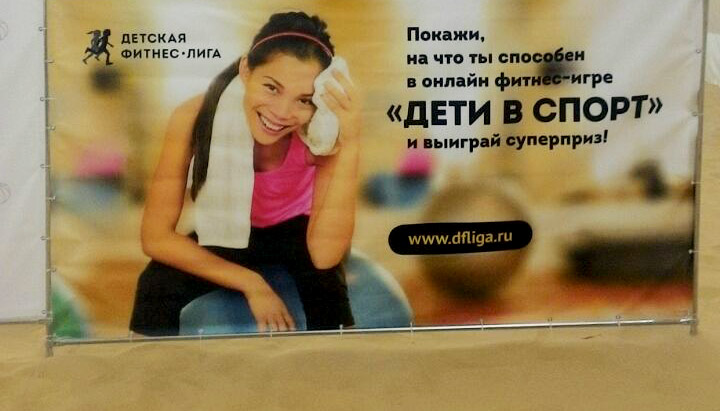 ДЕТСКАЯ
ФИТНЕС·ЛИГА
Покажи,
на что ты способен
в онлайн фитнес-игре
«ДЕТИ В СПОРТ»
и выиграй суперприз!
www.dfliga.ru